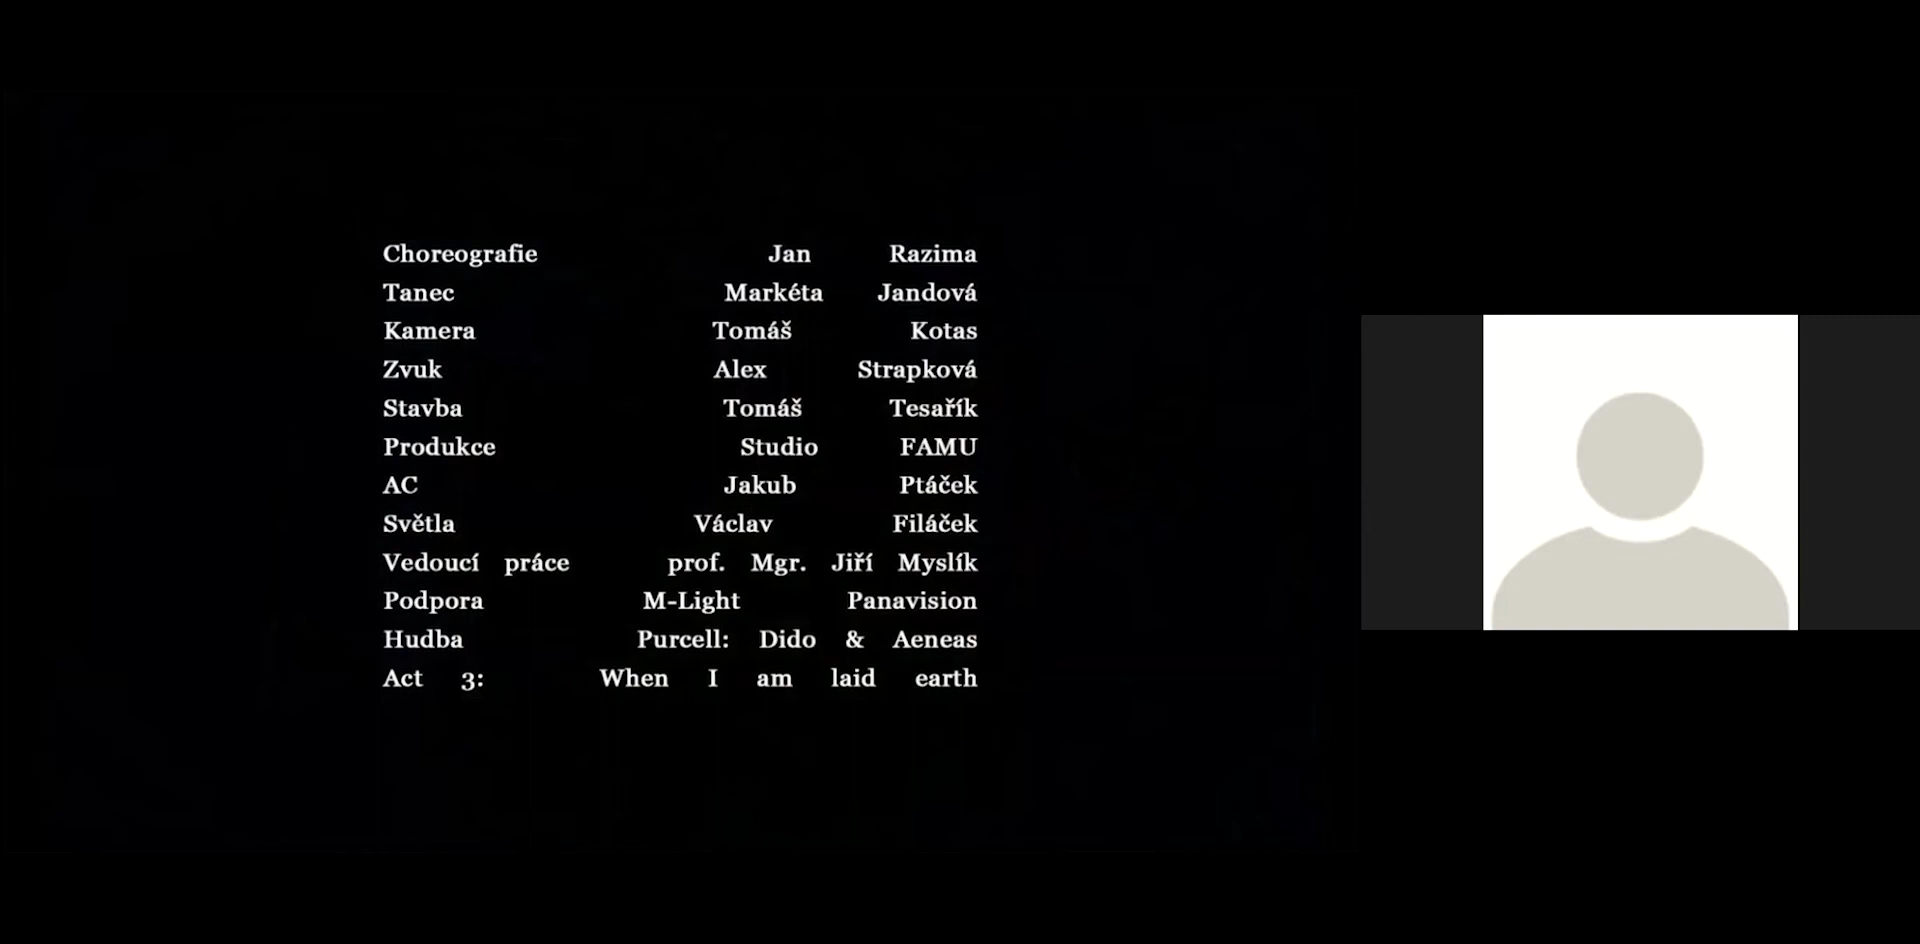 Choreografie Jan Razima
Tanec Markéta Jandová
Kamera Tomáš Kotas
Zvuk Alex Strapková
Stavba Tomáš Tesařík
Produkce Studio FAMU
AC Jakub Ptáček
Světla Václav Filáček
Vedoucí práce prof. Mgr. Jiří Myslík
Podpora M-Light Panavision
Hudba Purcell: Dido & Aeneas
Act 3: When I am laid earth